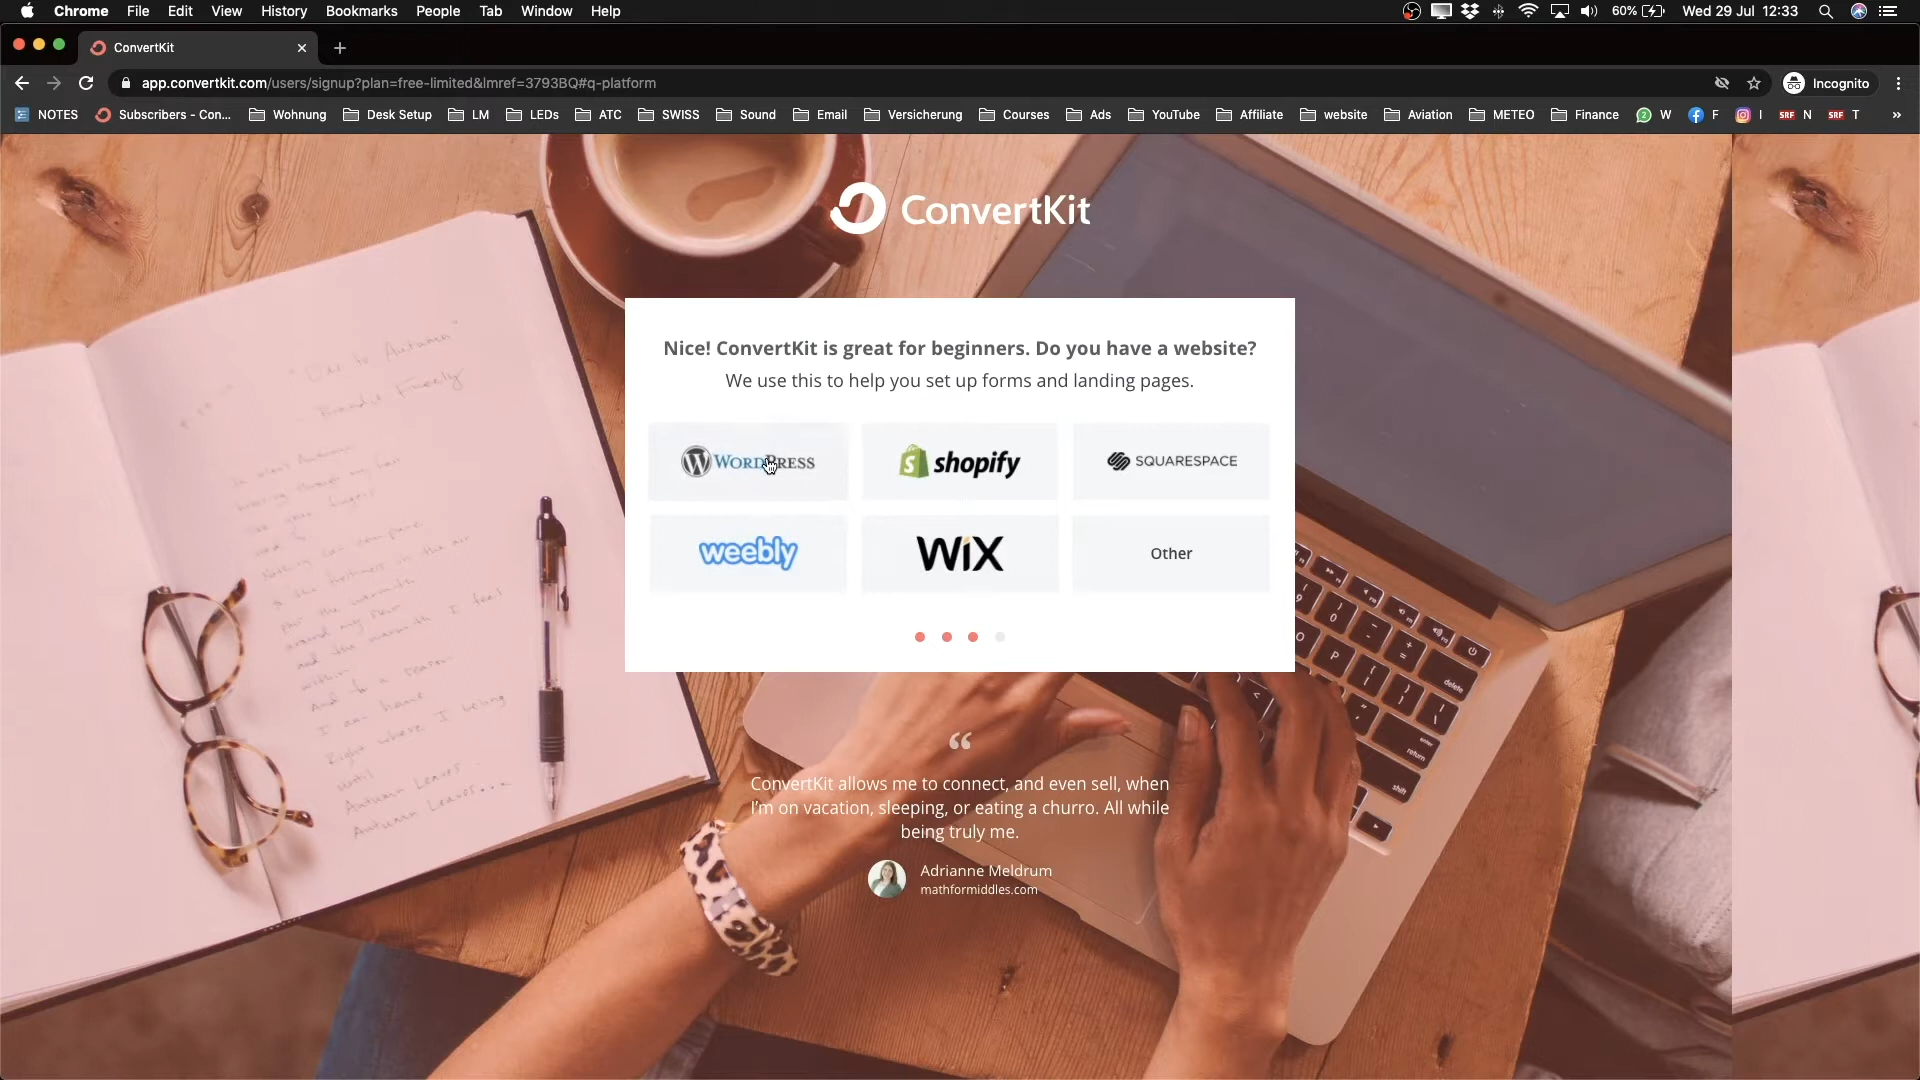 Chrome File Edit View History Bookmarks People Tab Window Help 60% Wed 29 Jul 12:33
ConvertKit
app.convertkit.com/users/signup?plan=free-limited&lmref=3793BQ#q-platform Incognito
NOTES Subscribers - Con... Wohnung Desk Setup LM LEDs ATC SWISS Sound Email Versicherung Courses Ads YouTube Affiliate website Aviation METEO Finance 2 W F I SRF N SRF T »
ConvertKit
Nice! ConvertKit is great for beginners. Do you have a website?
We use this to help you set up forms and landing pages.
WORDPRESS shopify SQUARESPACE
weebly WiX Other
“
ConvertKit allows me to connect, and even sell, when
I'm on vacation, sleeping, or eating a churro. All while
being truly me.
Adrianne Meldrum
mathformiddles.com